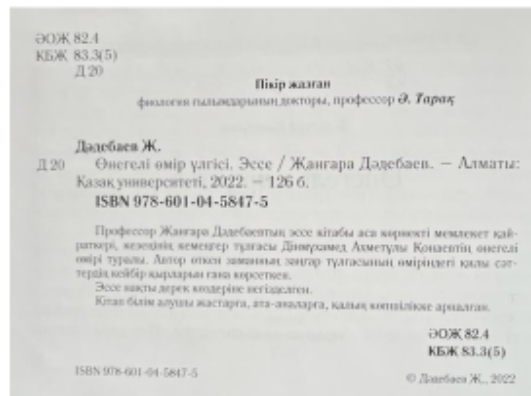 ӘОЖ 82.4
КБЖ 83.3(5)
Д 20
Пікір жазған
филология ғылымдарының докторы, профессор Ә. Тарақ
Дәдебаев Ж.
Д 20 Өнегелі өмір үлгісі. Эссе / Жанғара Дәдебаев. – Алматы:
Қазақ университеті, 2022. – 126 б.
ISBN 978-601-04-5847-5
Профессор Жанғара Дәдебаевтың эссе кітабы аса көрнекті мемлекет қай-
раткері, кезеңінің кемеңгер тұлғасы Дінмұхамед Ахметұлы Қонаевтің өнегелі
өмірі туралы. Автор өткен заманның заңғар тұлғасының өміріндегі қилы сәт-
тердің кейбір қырларын ғана көрсеткен.
Эссе нақты дерек көздеріне негізделген.
Кітап білім алушы жастарға, ата-аналарға, қалың көпшілікке арналған.
ӘОЖ 82.4
КБЖ 83.3(5)
ISBN 978-601-04-5847-5
© Дәдебаев Ж., 2022